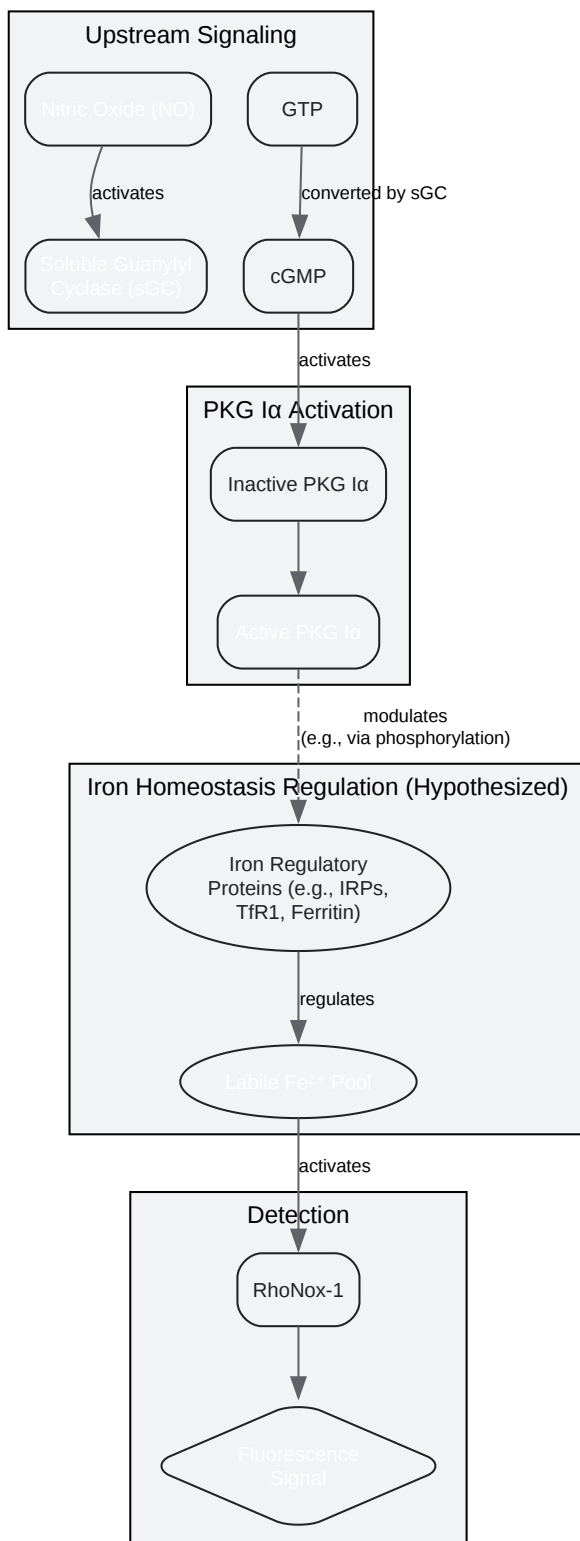 Upstream Signaling
Nitric Oxide (NO)
GTP
activates
converted by sGC
Soluble Guanylyl
Cyclase (sGC)
cGMP
activates
PKG Iα Activation
Inactive PKG Iα
Active PKG Iα
modulates
(e.g., via phosphorylation)
Iron Homeostasis Regulation (Hypothesized)
Iron Regulatory
Proteins (e.g., IRPs,
TfR1, Ferritin)
regulates
Labile Fe²⁺ Pool
activates
Detection
RhoNox-1
Fluorescence
Signal